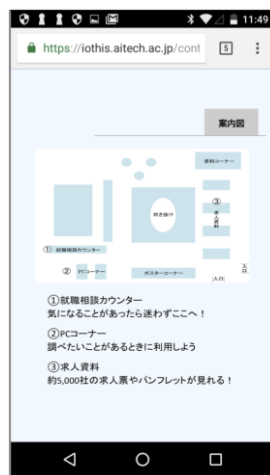 11:49
https://iothis.aitech.ac.jp/cont
5
案内図
資料コーナー
吹き抜け
③
求人資料
①就職相談カウンター
②
PCコーナー
ポスターコーナー
入口
入口
①就職相談カウンター
気になることがあったら迷わずここへ！
②PCコーナー
調べたいことがあるときに利用しよう
③求人資料
約5,000社の求人票やパンフレットが見れる！